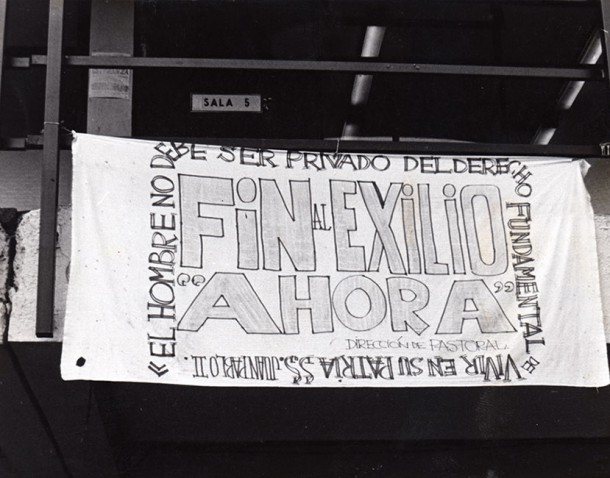 SALA 5
«EL HOMBRE NO DEBE SER PRIVADO DEL DERECHO FUNDAMENTAL DE VIVIR EN SU PATRIA" SS. JUAN PABLO II.
FiN AL EXiLiO
"AHORA"
DIRECCIÓN DE PASTORAL